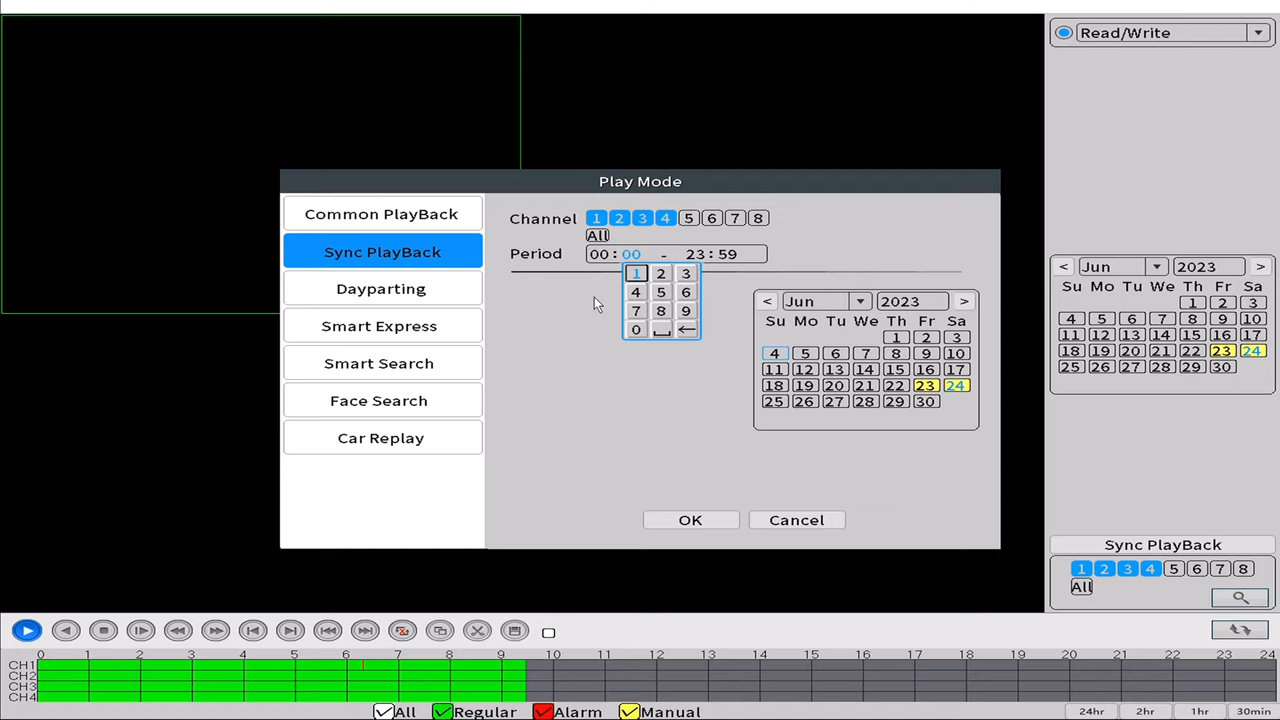 Read/Write
Play Mode
Common PlayBack
Sync PlayBack
Dayparting
Smart Express
Smart Search
Face Search
Car Replay
Channel 1 2 3 4 5 6 7 8
All
Period 00:00 - 23:59
1 2 3
4 5 6
7 8 9
0 ←
< Jun 2023 >
Su Mo Tu We Th Fr Sa
1 2 3
4 5 6 7 8 9 10
11 12 13 14 15 16 17
18 19 20 21 22 23 24
25 26 27 28 29 30
OK Cancel
< Jun 2023 >
Su Mo Tu We Th Fr Sa
1 2 3
4 5 6 7 8 9 10
11 12 13 14 15 16 17
18 19 20 21 22 23 24
25 26 27 28 29 30
Sync PlayBack
1 2 3 4 5 6 7 8
All
0 1 2 3 4 5 6 7 8 9 10 11 12 13 14 15 16 17 18 19 20 21 22 23 24
CH1
CH2
CH3
CH4
All Regular Alarm Manual
24hr 2hr 1hr 30min